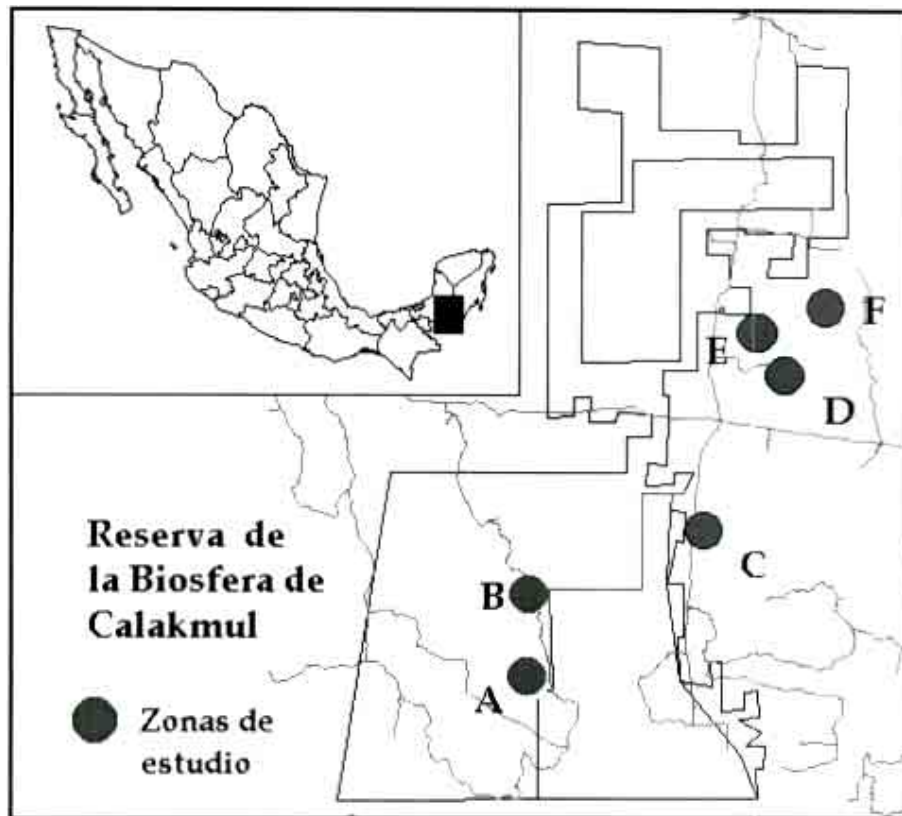 F
E
D
Reserva de
la Biosfera de
Calakmul
C
B
A
Zonas de
estudio